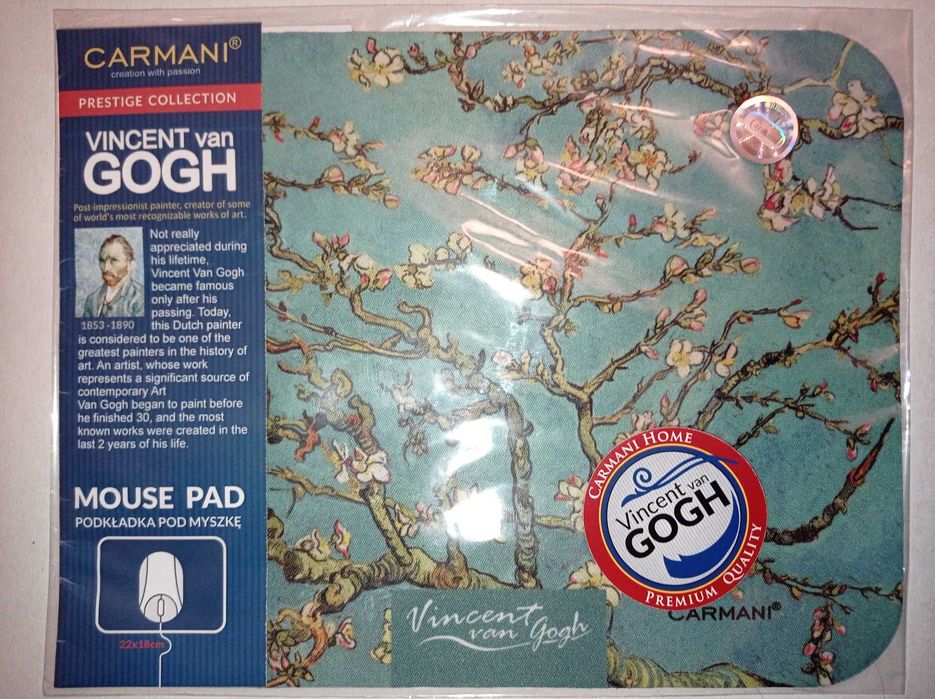 CARMANI®
creation with passion
PRESTIGE COLLECTION
VINCENT van
GOGH
Post-impressionist painter, creator of some
of world's most recognizable works of art.
Not really
appreciated during
his lifetime,
Vincent Van Gogh
became famous
only after his
passing. Today,
1853 -1890 this Dutch painter
is considered to be one of the
greatest painters in the history of
art. An artist, whose work
represents a significant source of
contemporary Art
Van Gogh began to paint before
he finished 30, and the most
known works were created in the
last 2 years of his life.
MOUSE PAD
PODKŁADKA POD MYSZKĘ
22x18cm
CARMANI HOME
Vincent van
GOGH
PREMIUM QUALITY
CARMANI®
Vincent
van Gogh